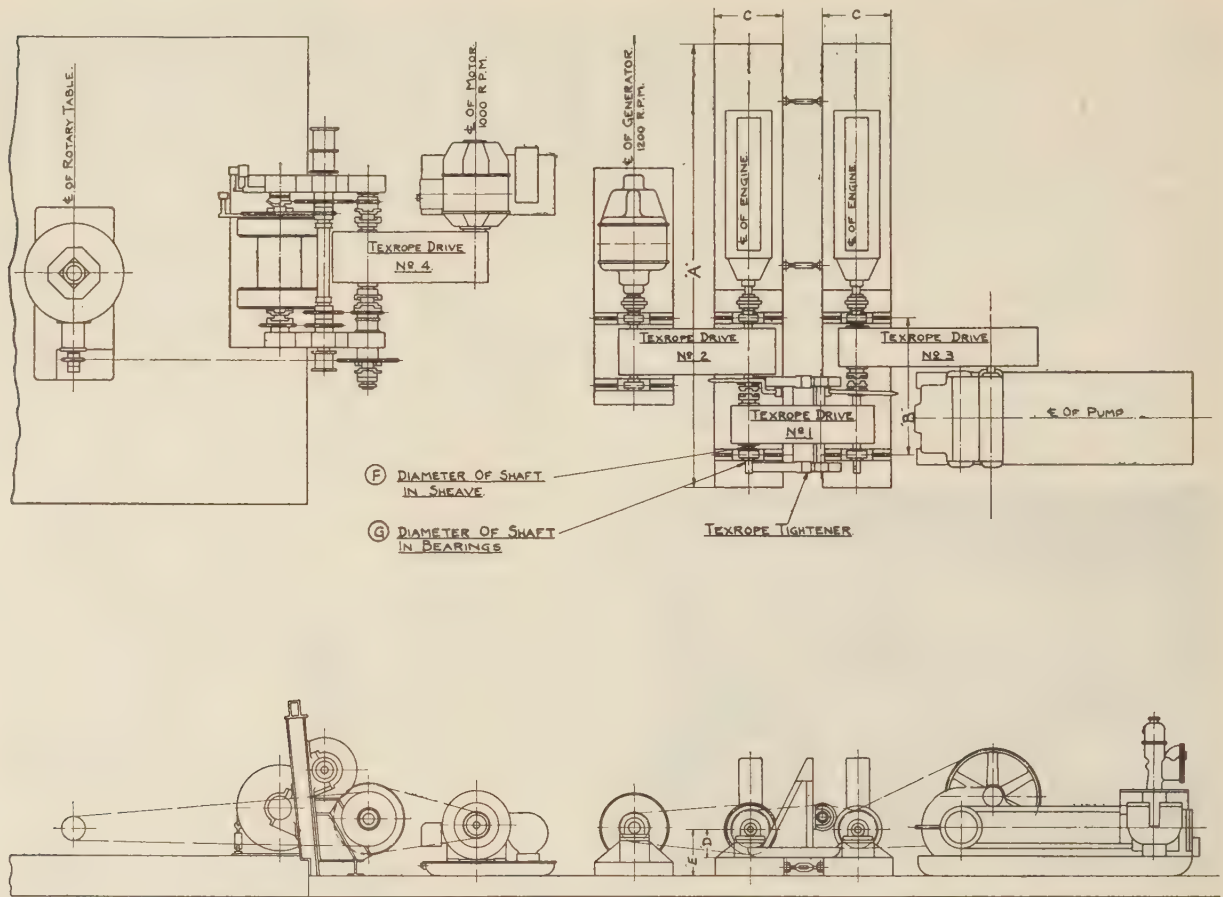 C
C
℄ OF ROTARY TABLE.
℄ OF MOTOR
1000 R.P.M.
℄ OF GENERATOR
1200 R.P.M.
℄ OF ENGINE
℄ OF ENGINE
"A"
TEXROPE DRIVE
Nº 4
TEXROPE DRIVE
Nº 2
TEXROPE DRIVE
Nº 3
"B"
℄ OF PUMP
TEXROPE DRIVE
Nº 1
F DIAMETER OF SHAFT
IN SHEAVE.
G DIAMETER OF SHAFT
IN BEARINGS
TEXROPE TIGHTENER
E
D